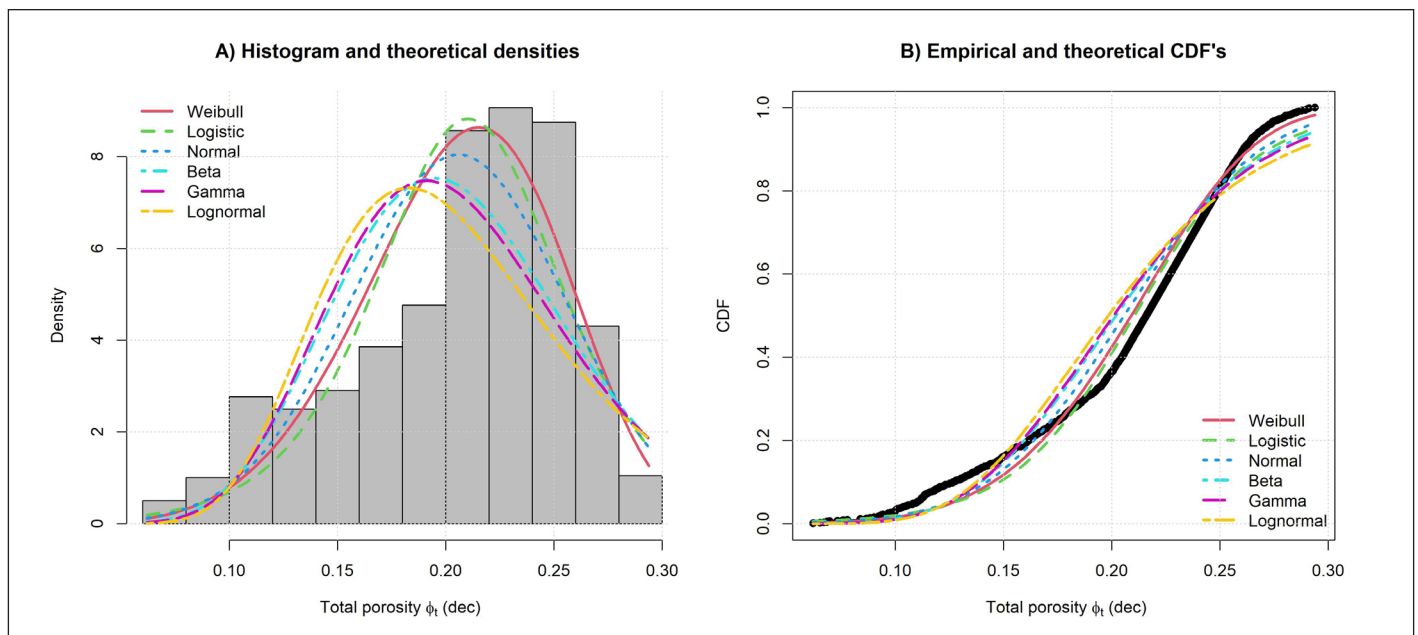 A) Histogram and theoretical densities
Weibull
Logistic
Normal
Beta
Gamma
Lognormal
Density
0
2
4
6
8
0.10
0.15
0.20
0.25
0.30
Total porosity ϕt (dec)
B) Empirical and theoretical CDF's
CDF
0.0
0.2
0.4
0.6
0.8
1.0
Weibull
Logistic
Normal
Beta
Gamma
Lognormal
0.10
0.15
0.20
0.25
0.30
Total porosity ϕt (dec)